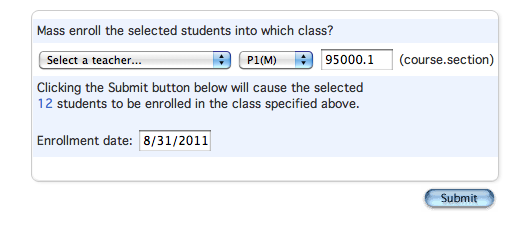 Mass enroll the selected students into which class?
Select a teacher... P1(M) 95000.1 (course.section)
Clicking the Submit button below will cause the selected
12 students to be enrolled in the class specified above.
Enrollment date: 8/31/2011
Submit